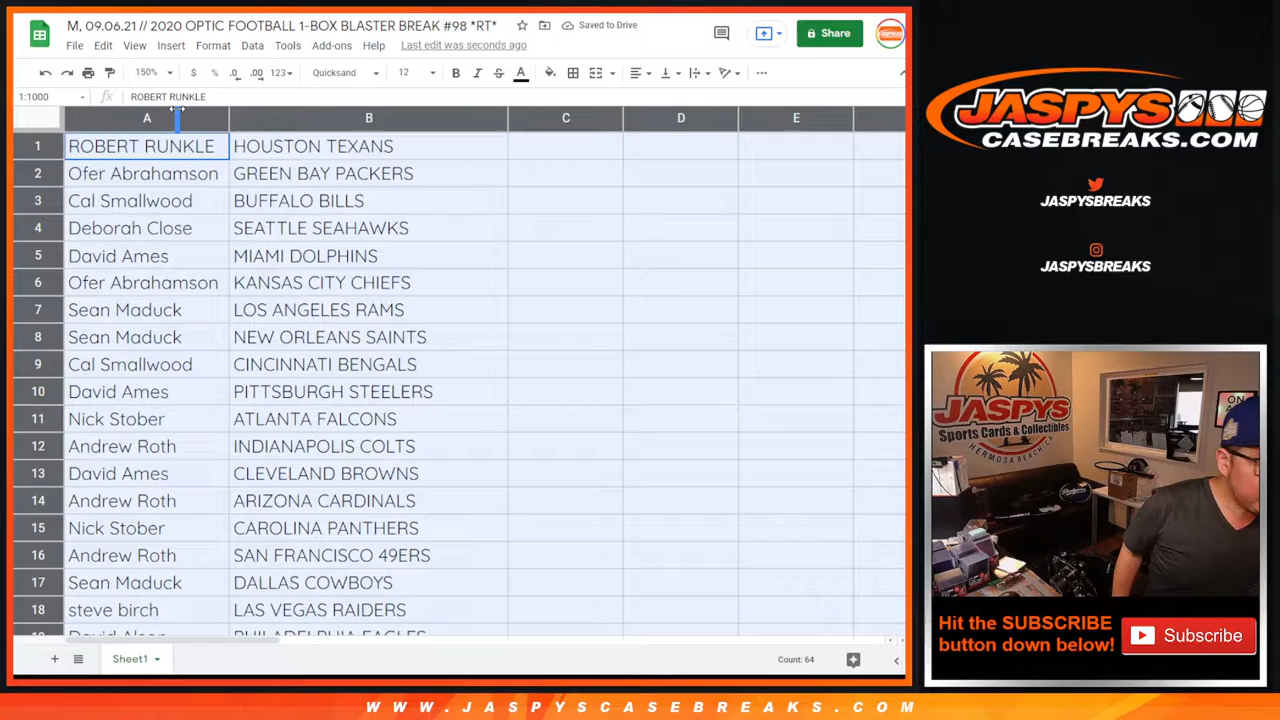 M, 09.06.21 // 2020 OPTIC FOOTBALL 1-BOX BLASTER BREAK #98 *RT*
Saved to Drive
Share
File Edit View Insert Format Data Tools Add-ons Help Last edit was seconds ago
150% $ % .0 .00 123 Quicksand 12 B I S A
1:1000 fx ROBERT RUNKLE
A B C D E
1 ROBERT RUNKLE HOUSTON TEXANS
2 Ofer Abrahamson GREEN BAY PACKERS
3 Cal Smallwood BUFFALO BILLS
4 Deborah Close SEATTLE SEAHAWKS
5 David Ames MIAMI DOLPHINS
6 Ofer Abrahamson KANSAS CITY CHIEFS
7 Sean Maduck LOS ANGELES RAMS
8 Sean Maduck NEW ORLEANS SAINTS
9 Cal Smallwood CINCINNATI BENGALS
10 David Ames PITTSBURGH STEELERS
11 Nick Stober ATLANTA FALCONS
12 Andrew Roth INDIANAPOLIS COLTS
13 David Ames CLEVELAND BROWNS
14 Andrew Roth ARIZONA CARDINALS
15 Nick Stober CAROLINA PANTHERS
16 Andrew Roth SAN FRANCISCO 49ERS
17 Sean Maduck DALLAS COWBOYS
18 steve birch LAS VEGAS RAIDERS
PHILADELPHIA EAGLES
Sheet1
Count: 64
JASPYS
CASEBREAKS.COM
JASPYSBREAKS
JASPYSBREAKS
JASPYS
Sports Cards & Collectibles
HERMOSA BEACH, CA
ON
Dodgers
Hit the SUBSCRIBE
button down below!
Subscribe
WWW.JASPYSCASEBREAKS.COM